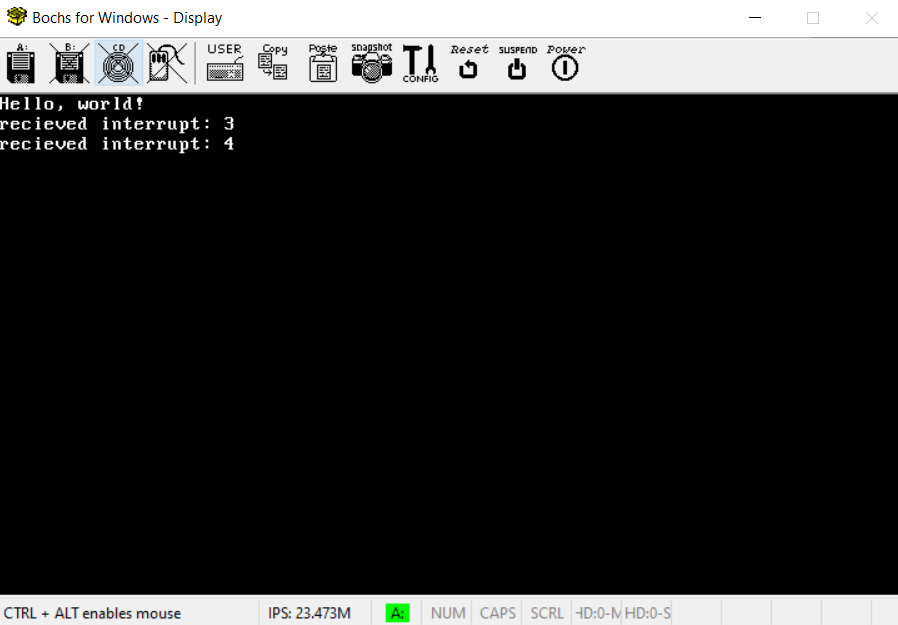 Bochs for Windows - Display
A: B: CD USER Copy Paste snapshot CONFIG Reset SUSPEND Power
Hello, world!
recieved interrupt: 3
recieved interrupt: 4
CTRL + ALT enables mouse IPS: 23.473M A: NUM CAPS SCRL HD:0-M HD:0-S